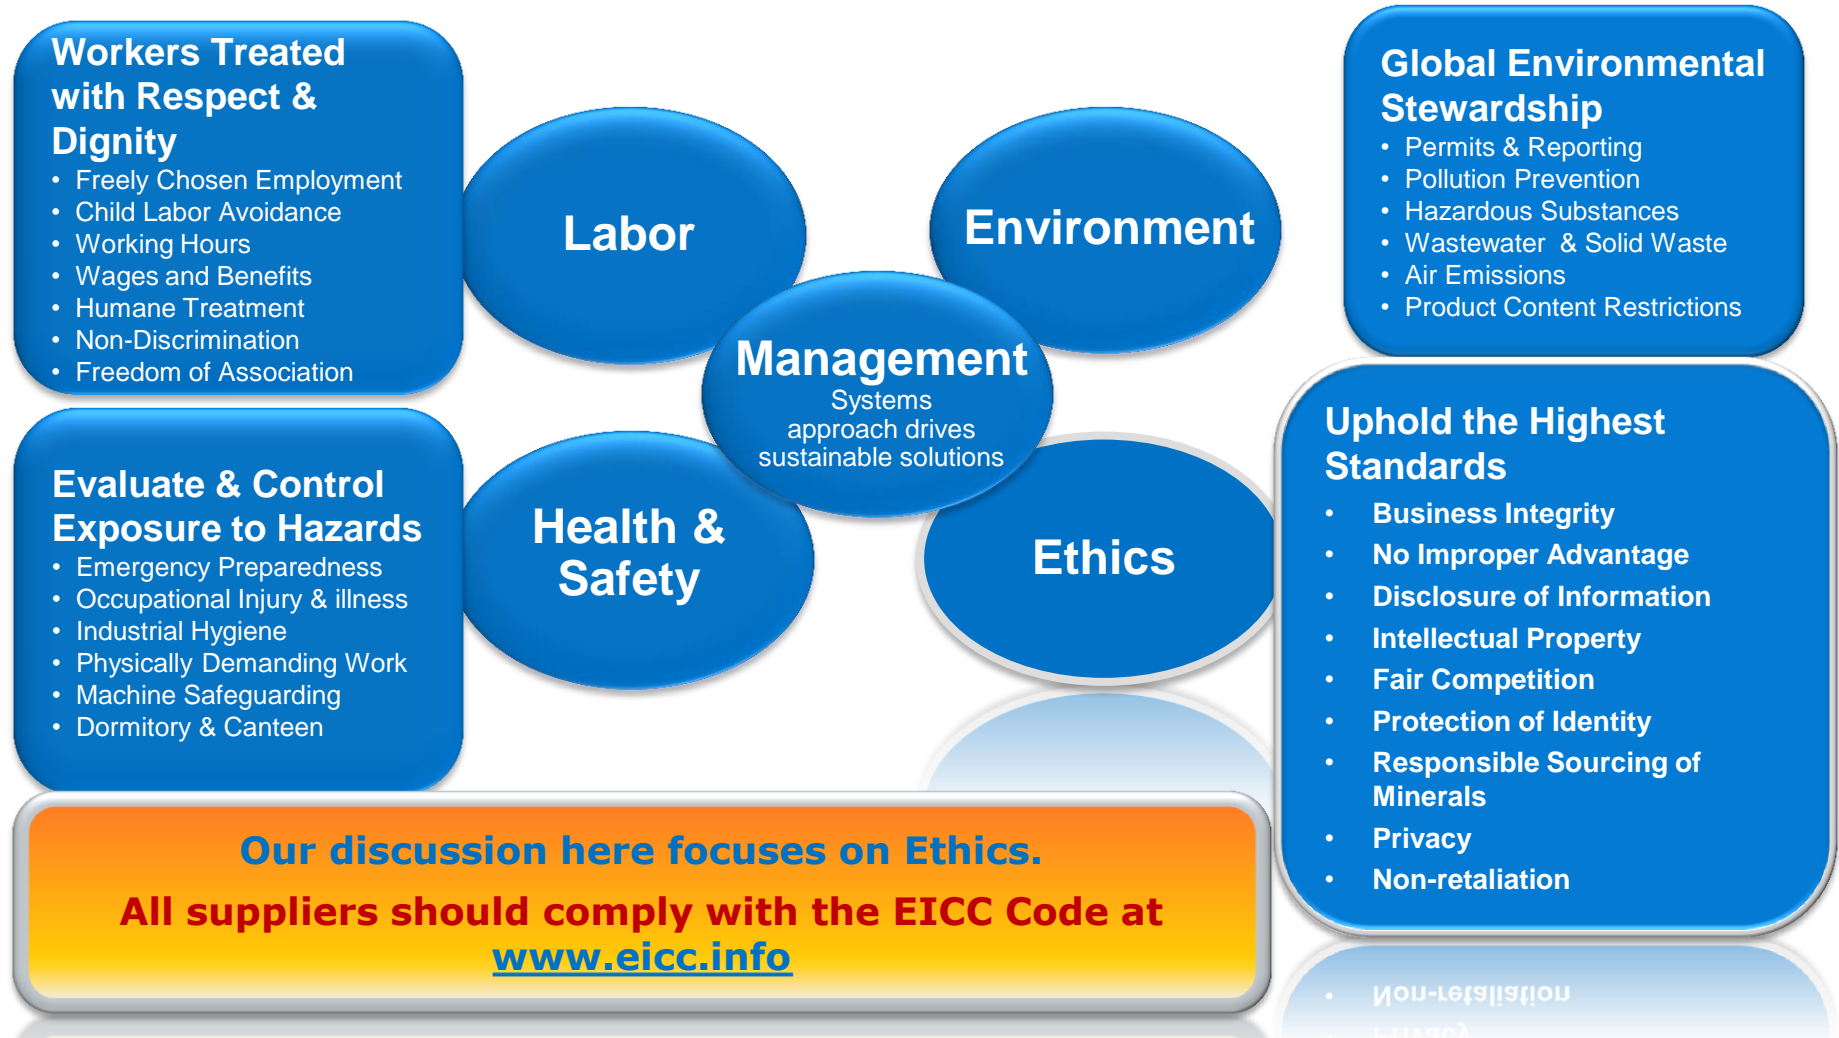 Workers Treated
with Respect &
Dignity
• Freely Chosen Employment
• Child Labor Avoidance
• Working Hours
• Wages and Benefits
• Humane Treatment
• Non-Discrimination
• Freedom of Association
Evaluate & Control
Exposure to Hazards
• Emergency Preparedness
• Occupational Injury & illness
• Industrial Hygiene
• Physically Demanding Work
• Machine Safeguarding
• Dormitory & Canteen
Labor
Health &
Safety
Management
Systems
approach drives
sustainable solutions
Environment
Ethics
Global Environmental
Stewardship
• Permits & Reporting
• Pollution Prevention
• Hazardous Substances
• Wastewater & Solid Waste
• Air Emissions
• Product Content Restrictions
Uphold the Highest
Standards
• Business Integrity
• No Improper Advantage
• Disclosure of Information
• Intellectual Property
• Fair Competition
• Protection of Identity
• Responsible Sourcing of
Minerals
• Privacy
• Non-retaliation
Our discussion here focuses on Ethics.
All suppliers should comply with the EICC Code at
www.eicc.info